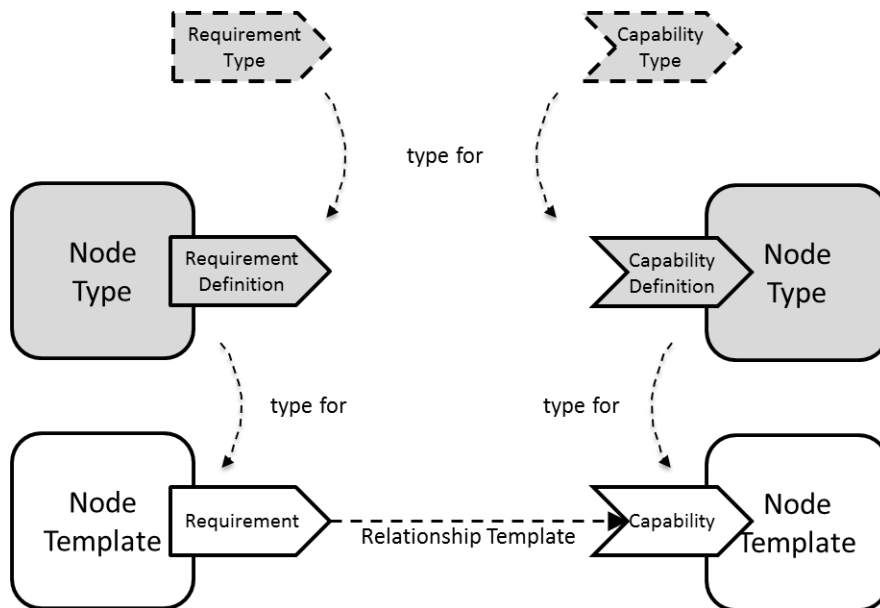 Requirement
Type
Capability
Type
type for
Node
Type
Requirement
Definition
Capability
Definition
Node
Type
type for
type for
Node
Template
Requirement
Relationship Template
Capability
Node
Template